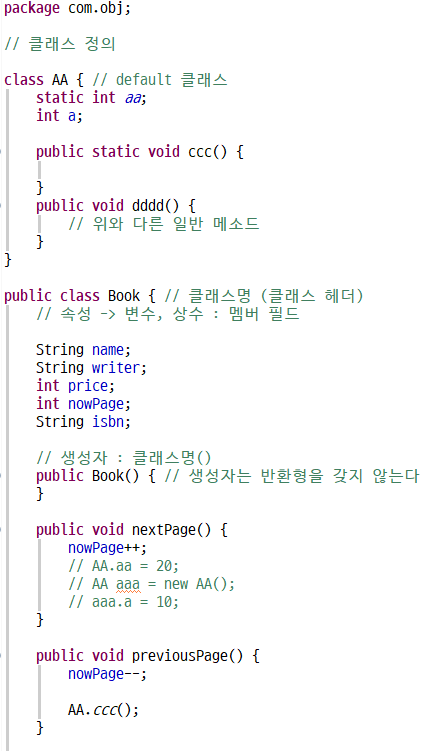 package com.obj;
// 클래스 정의
class AA { // default 클래스
static int aa;
int a;
public static void ccc() {
}
public void dddd() {
// 위와 다른 일반 메소드
}
}
public class Book { // 클래스명 (클래스 헤더)
// 속성 -> 변수, 상수 : 멤버 필드
String name;
String writer;
int price;
int nowPage;
String isbn;
// 생성자 : 클래스명()
public Book() { // 생성자는 반환형을 갖지 않는다
}
public void nextPage() {
nowPage++;
// AA.aa = 20;
// AA aaa = new AA();
// aaa.a = 10;
}
public void previousPage() {
nowPage--;
AA.ccc();
}